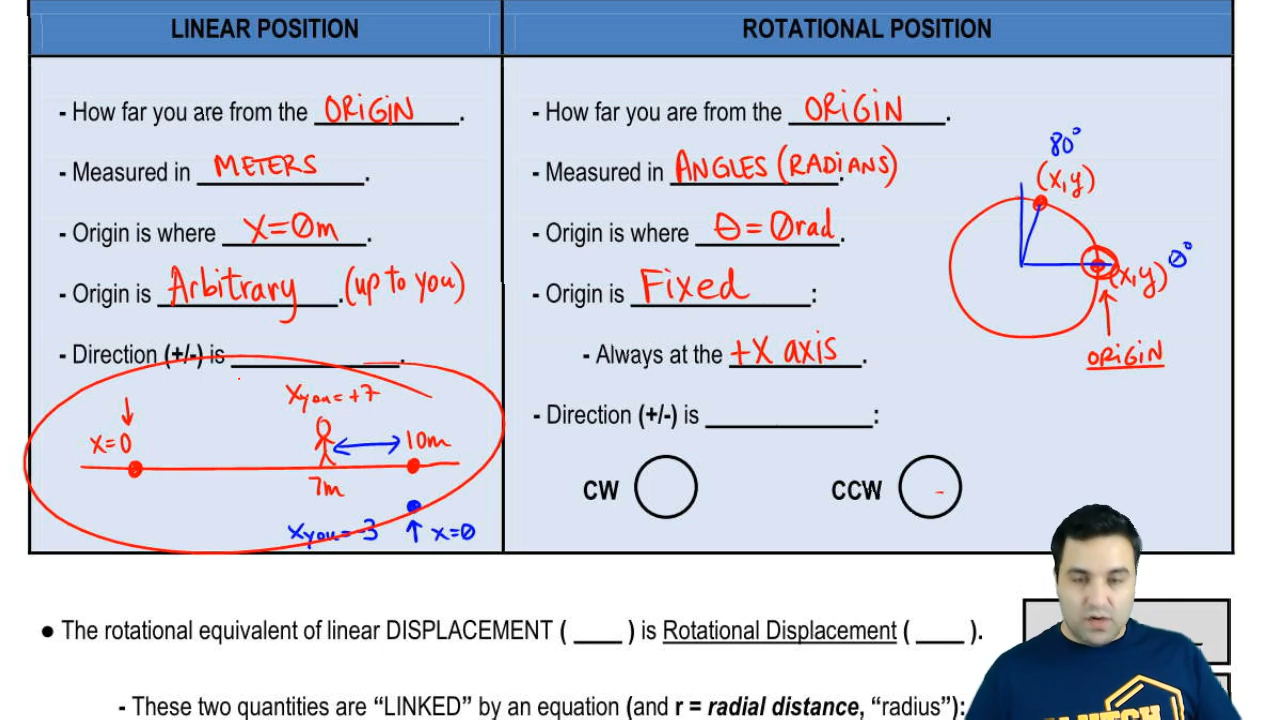 LINEAR POSITION
- How far you are from the ORIGIN.
- Measured in METERS.
- Origin is where X=0m.
- Origin is Arbitrary. (up to you)
- Direction (+/-) is ______.
Xyou=+7
X=0
10m
7m
Xyou=-3
X=0
ROTATIONAL POSITION
- How far you are from the ORIGIN.
- Measured in ANGLES (RADIANS).
- Origin is where θ=0rad.
- Origin is Fixed:
- Always at the +X axis.
- Direction (+/-) is ______:
CW
CCW
-
80°
(x,y)
(x,y) 0°
ORIGIN
● The rotational equivalent of linear DISPLACEMENT ( ____ ) is Rotational Displacement ( ____ ).
- These two quantities are “LINKED” by an equation (and r = radial distance, “radius”):